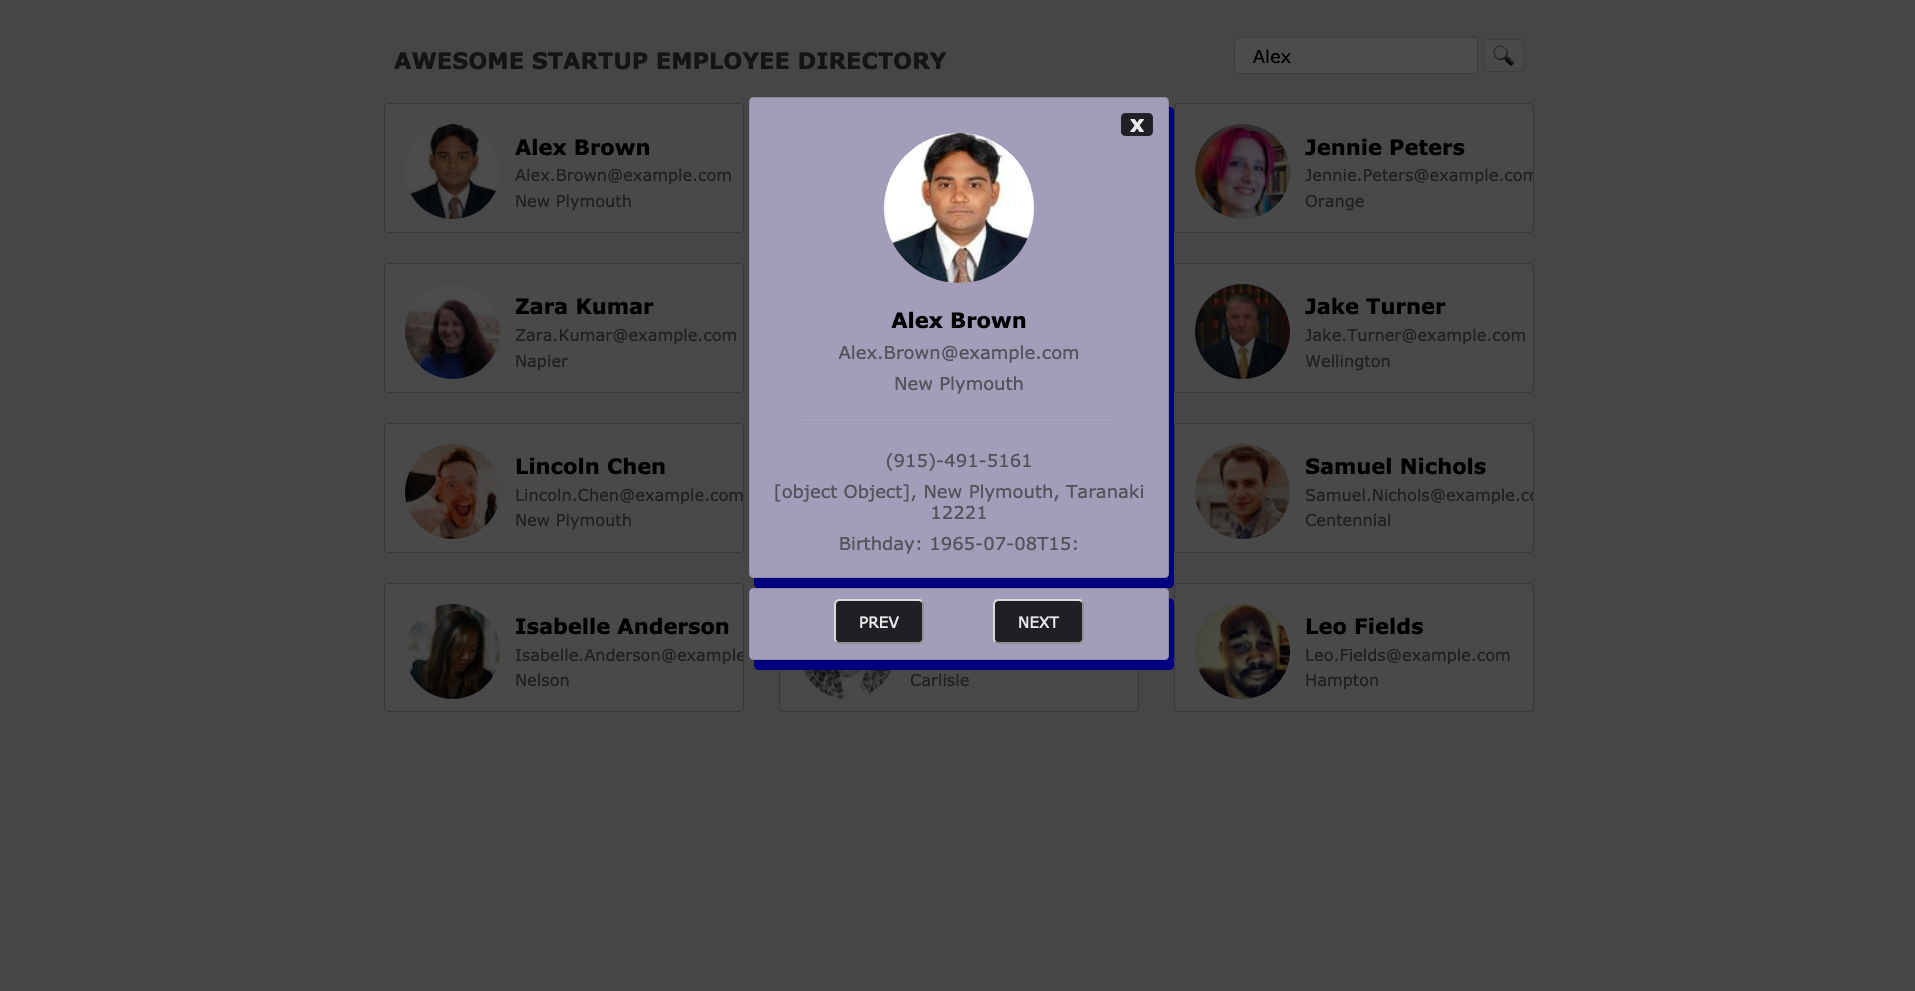 AWESOME STARTUP EMPLOYEE DIRECTORY
Alex
X
Alex Brown
Alex.Brown@example.com
New Plymouth
(915)-491-5161
[object Object], New Plymouth, Taranaki
12221
Birthday: 1965-07-08T15:
PREV
NEXT
Alex Brown
Alex.Brown@example.com
New Plymouth
Jennie Peters
Jennie.Peters@example.com
Orange
Zara Kumar
Zara.Kumar@example.com
Napier
Jake Turner
Jake.Turner@example.com
Wellington
Lincoln Chen
Lincoln.Chen@example.com
New Plymouth
Samuel Nichols
Samuel.Nichols@example.co
Centennial
Isabelle Anderson
Isabelle.Anderson@example
Nelson
Carlisle
Leo Fields
Leo.Fields@example.com
Hampton